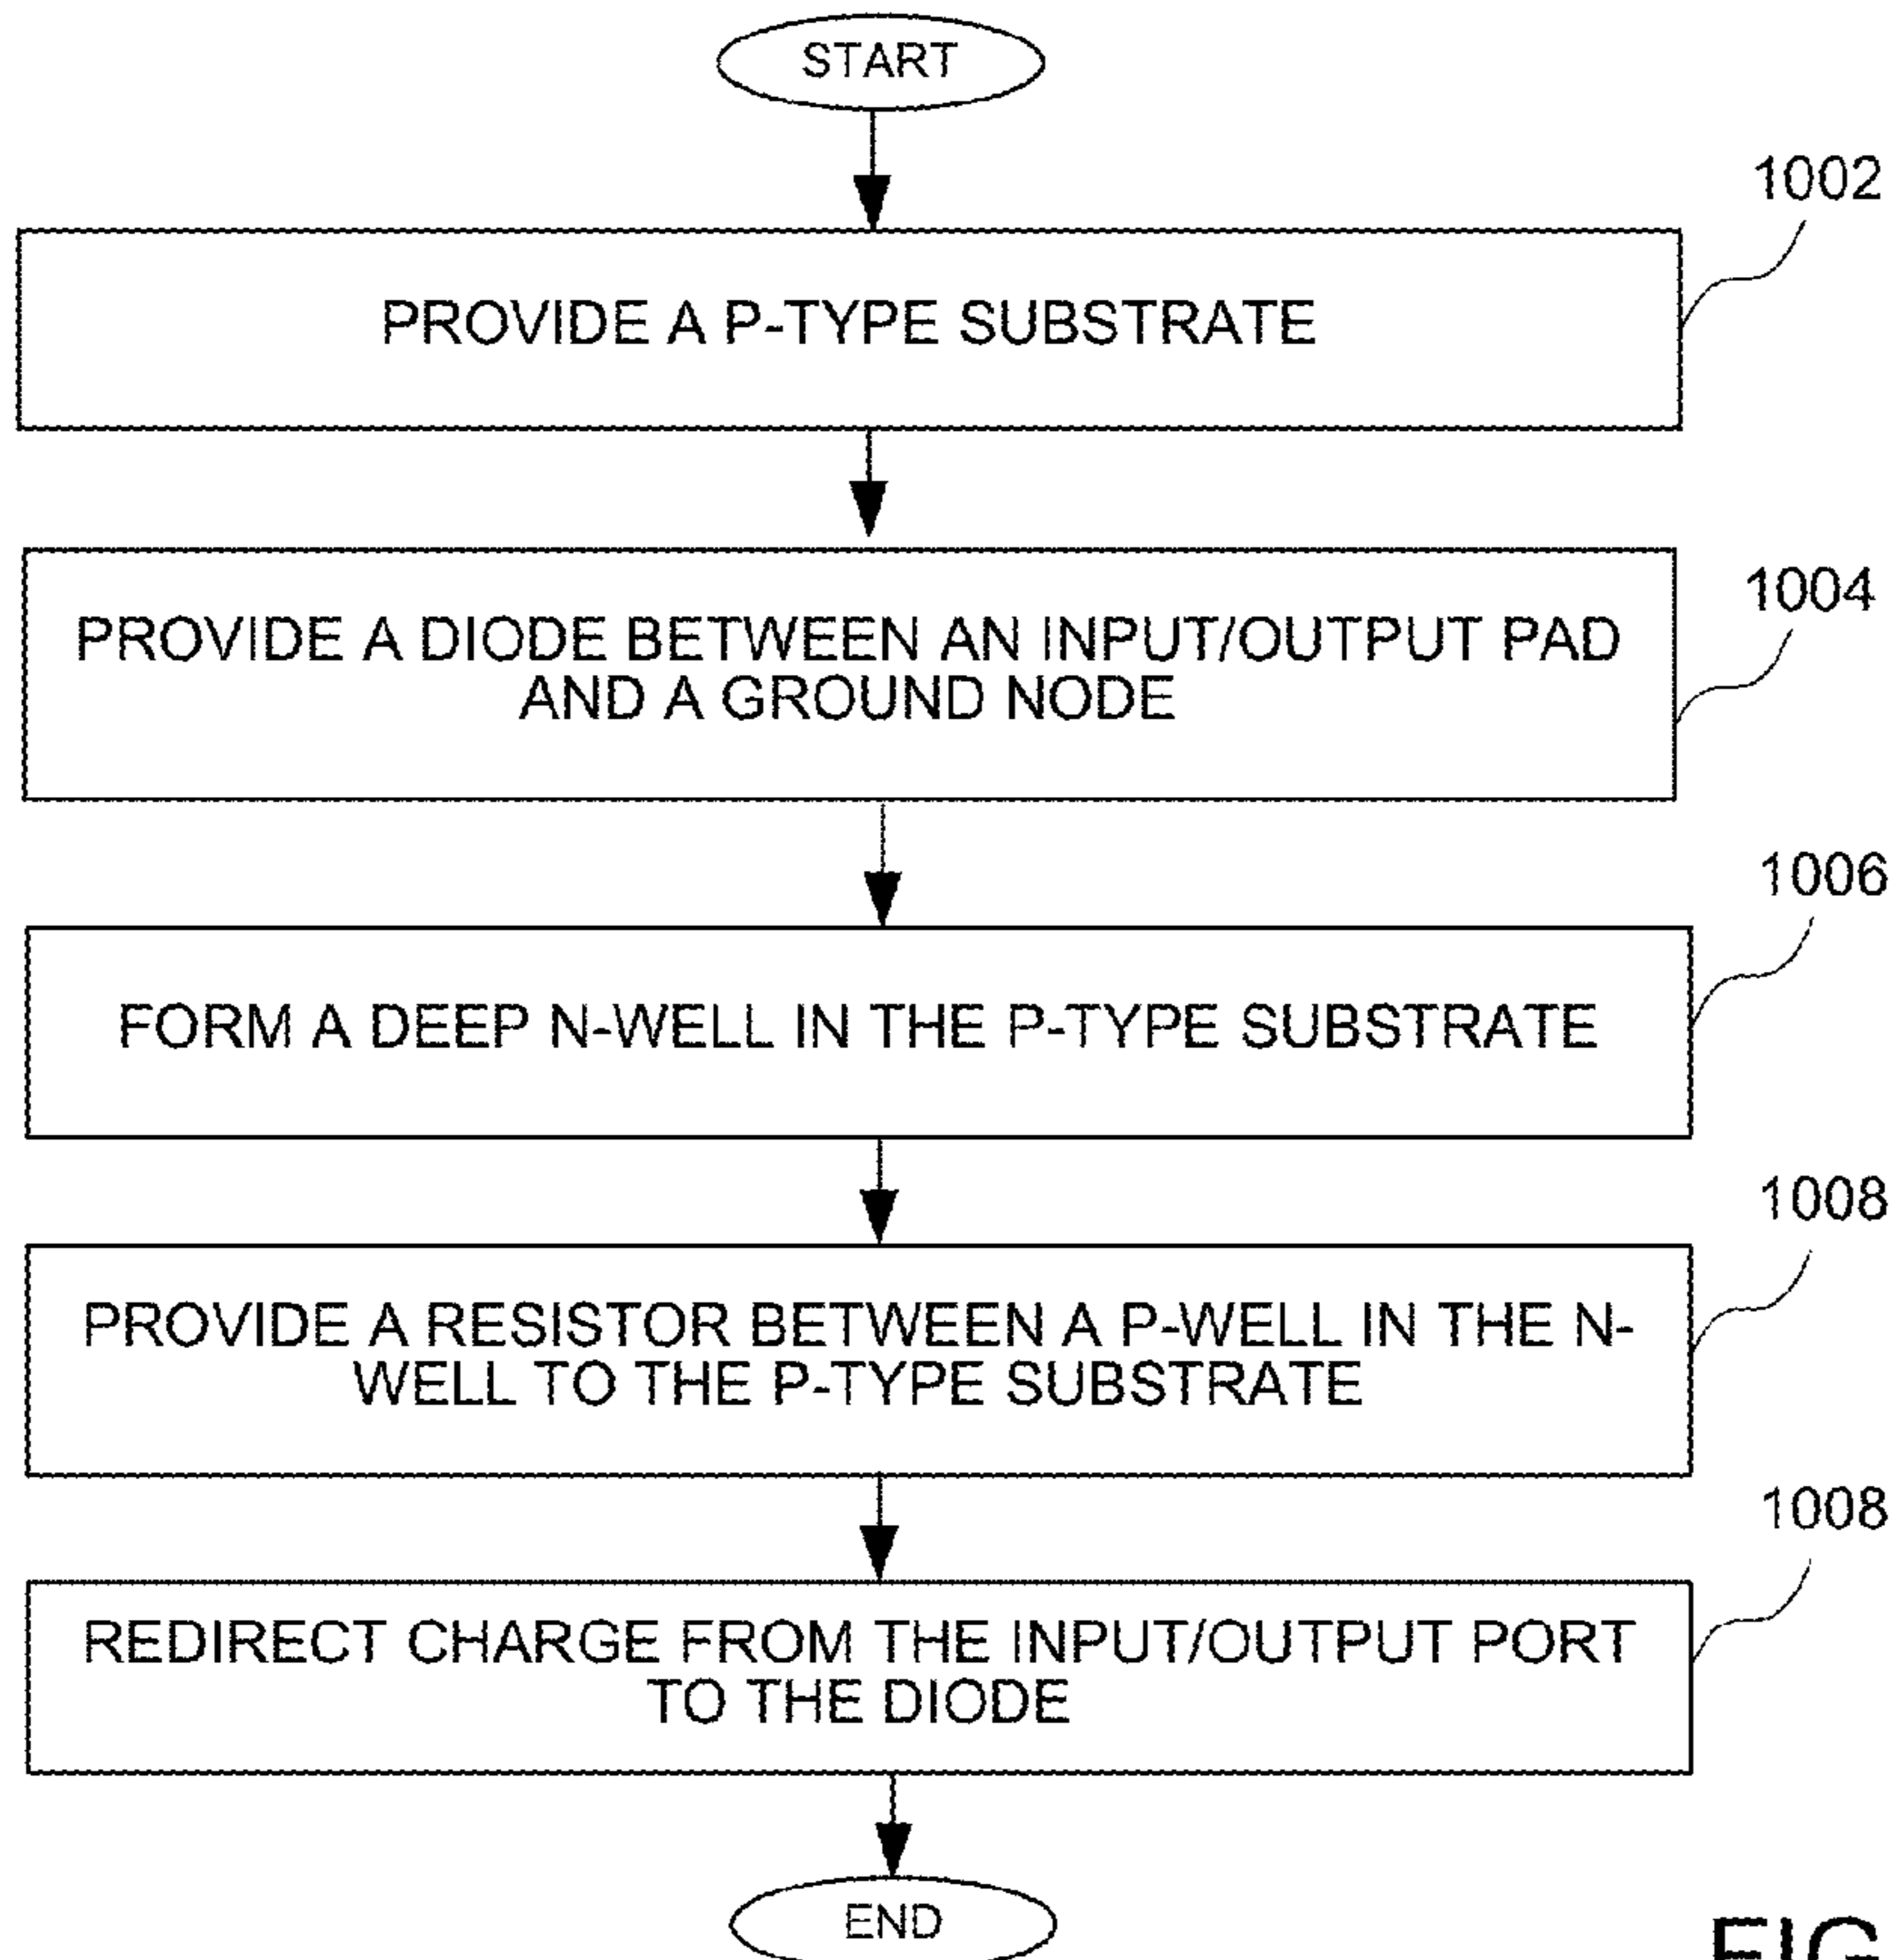 START
1002
PROVIDE A P-TYPE SUBSTRATE
1004
PROVIDE A DIODE BETWEEN AN INPUT/OUTPUT PAD
AND A GROUND NODE
1006
FORM A DEEP N-WELL IN THE P-TYPE SUBSTRATE
1008
PROVIDE A RESISTOR BETWEEN A P-WELL IN THE N-
WELL TO THE P-TYPE SUBSTRATE
1008
REDIRECT CHARGE FROM THE INPUT/OUTPUT PORT
TO THE DIODE
END
FIG